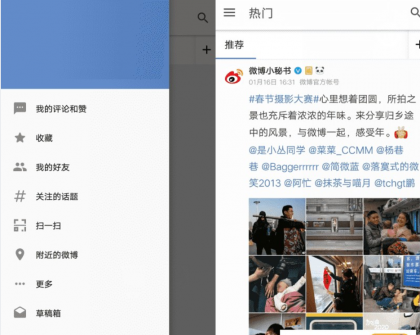 我的评论和赞
收藏
我的好友
关注的话题
扫一扫
附近的微博
更多
草稿箱
热门
推荐
微博小秘书
01月16日 16:31 微博官方帐号
#春节摄影大赛#心里想着团圆，所拍之
景也充斥着浓浓的年味。来分享归乡途
中的风景，与微博一起，感受年。
@是小丛同学 @菜菜_CCMM @杨巷
巷 @Baggerrrrrr @简微蓝 @落寞式的微
笑2013 @阿忙 @抹茶与喵月 @tchgt鹏